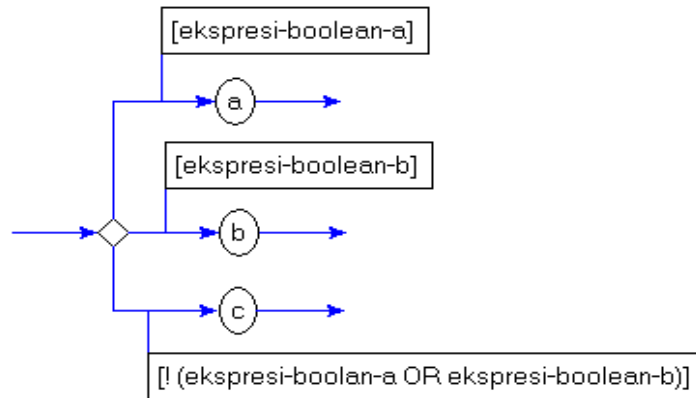 [ekspresi-boolean-a]
a
[ekspresi-boolean-b]
b
c
[! (ekspresi-boolan-a OR ekspresi-boolean-b)]